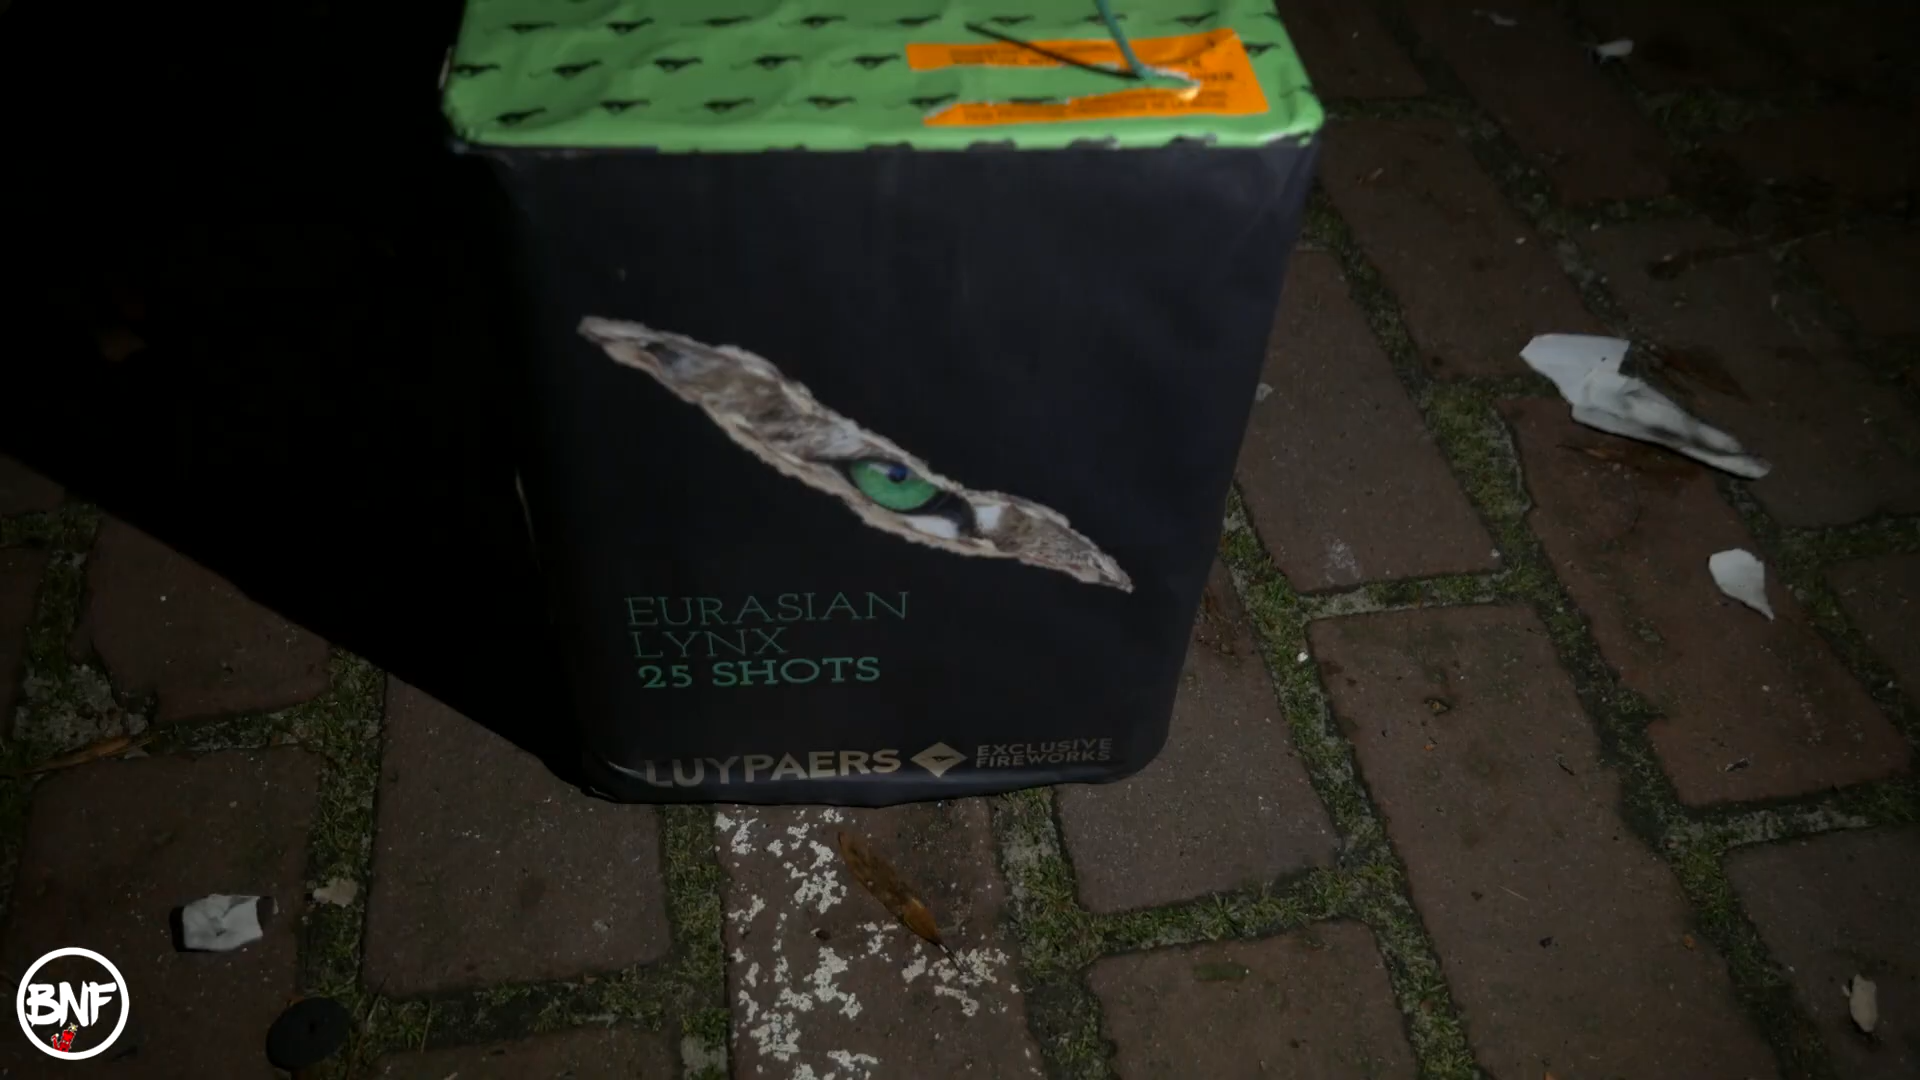 EURASIAN
LYNX
25 SHOTS
LUYPAERS
EXCLUSIVE
FIREWORKS
BNF